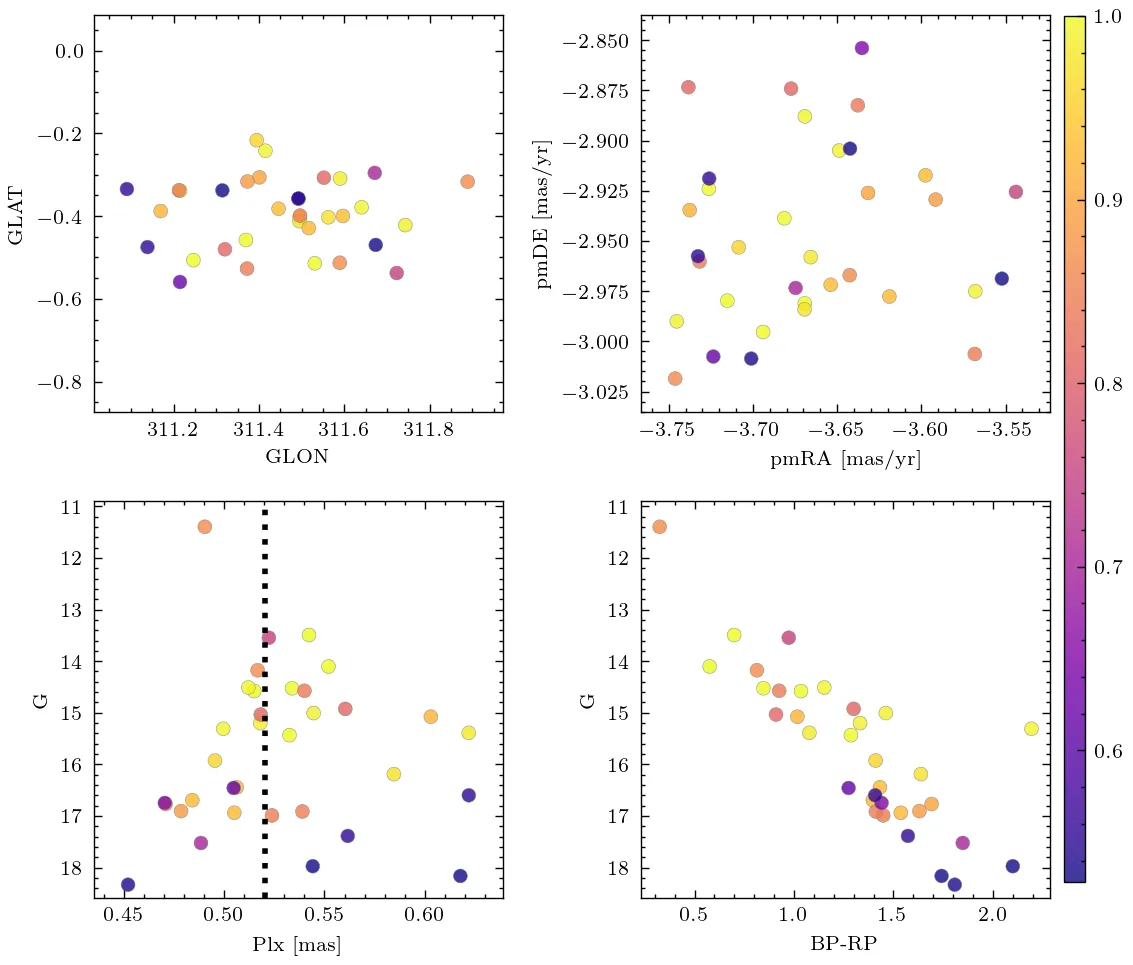 0.0
−0.2
−0.4
−0.6
−0.8
GLAT
311.2 311.4 311.6 311.8
GLON
−2.850
−2.875
−2.900
−2.925
−2.950
−2.975
−3.000
−3.025
pmDE [mas/yr]
−3.75 −3.70 −3.65 −3.60 −3.55
pmRA [mas/yr]
1.0
0.9
0.8
0.7
0.6
11
12
13
14
15
16
17
18
G
0.45 0.50 0.55 0.60
Plx [mas]
11
12
13
14
15
16
17
18
G
0.5 1.0 1.5 2.0
BP-RP